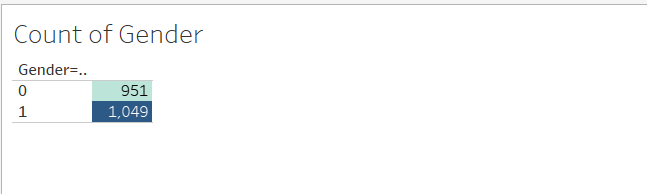 Count of Gender
Gender=..
0 951
1 1,049